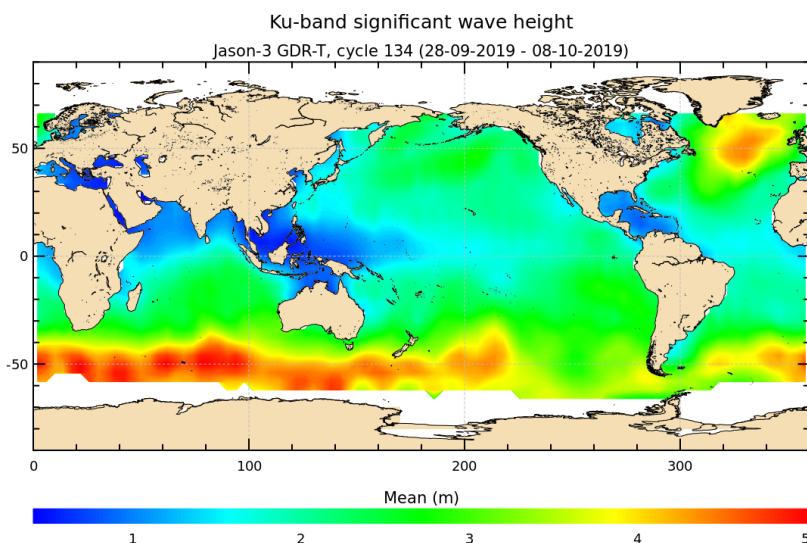 Ku-band significant wave height
Jason-3 GDR-T, cycle 134 (28-09-2019 - 08-10-2019)
50
0
-50
0 100 200 300
Mean (m)
1 2 3 4 5